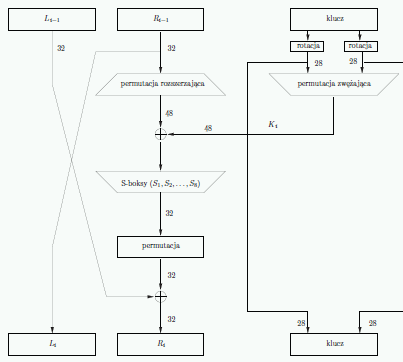 L_{i-1} R_{i-1} klucz
32 32 rotacja rotacja
28 28
permutacja rozszerzająca permutacja zwężająca
48
48 K_i
S-boksy (S_1, S_2, ..., S_8)
32
permutacja
32
32 28 28
L_i R_i klucz